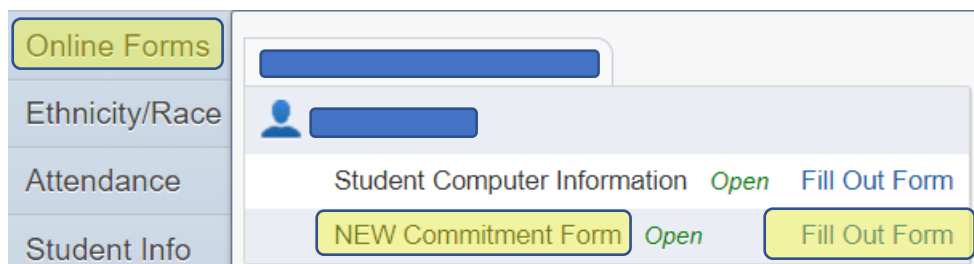 Online Forms
Ethnicity/Race
Attendance
Student Info
Student Computer Information Open Fill Out Form
NEW Commitment Form Open Fill Out Form